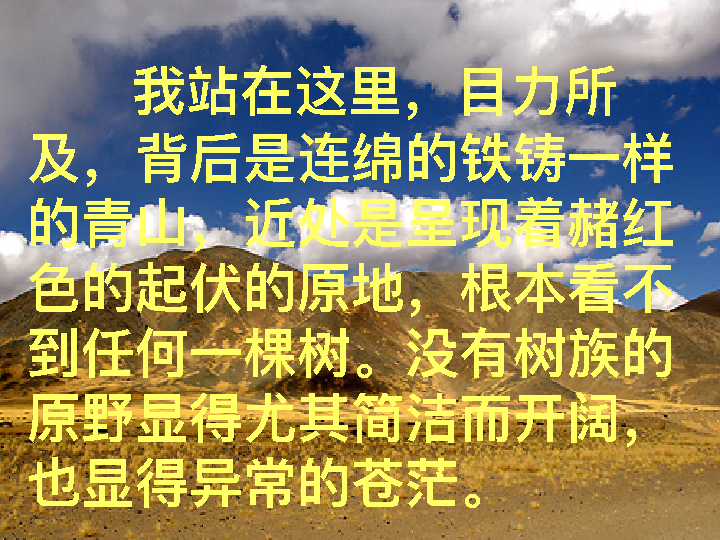 我站在这里，目力所
及，背后是连绵的铁铸一样
的青山，近处是呈现着赭红
色的起伏的原地，根本看不
到任何一棵树。没有树族的
原野显得尤其简洁而开阔，
也显得异常的苍茫。